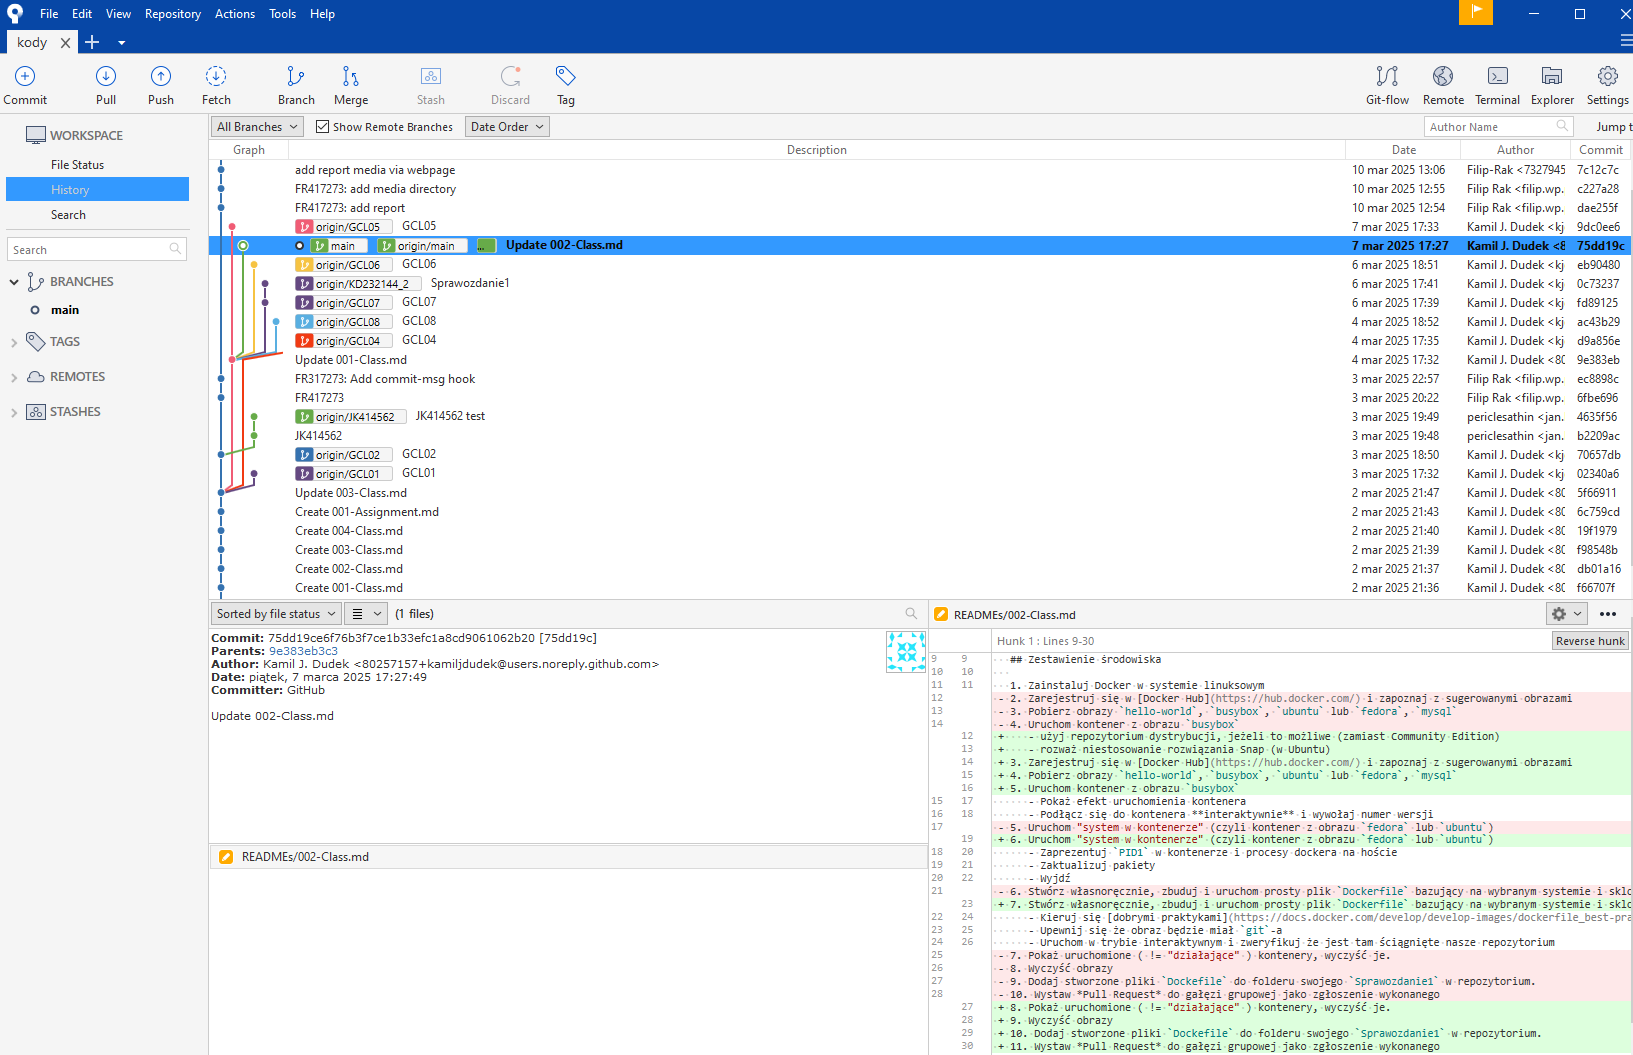 File Edit View Repository Actions Tools Help
kody
Commit Pull Push Fetch Branch Merge Stash Discard Tag Git-flow Remote Terminal Explorer Settings
WORKSPACE
File Status
History
Search
Search
BRANCHES
main
TAGS
REMOTES
STASHES
All Branches Show Remote Branches Date Order Author Name Jump t
Graph Description Date Author Commit
add report media via webpage 10 mar 2025 13:06 Filip-Rak <7327945 7c12c7c
FR417273: add media directory 10 mar 2025 12:55 Filip Rak <filip.wp. c227a28
FR417273: add report 10 mar 2025 12:54 Filip Rak <filip.wp. dae255f
origin/GCL05 GCL05 7 mar 2025 17:33 Kamil J. Dudek <kj 9dc0ee6
main origin/main ... Update 002-Class.md 7 mar 2025 17:27 Kamil J. Dudek <8 75dd19c
origin/GCL06 GCL06 6 mar 2025 18:51 Kamil J. Dudek <kj eb90480
origin/KD232144_2 Sprawozdanie1 6 mar 2025 17:41 Kamil J. Dudek <kj 0c73237
origin/GCL07 GCL07 6 mar 2025 17:39 Kamil J. Dudek <kj fd89125
origin/GCL08 GCL08 4 mar 2025 18:52 Kamil J. Dudek <kj ac43b29
origin/GCL04 GCL04 4 mar 2025 17:35 Kamil J. Dudek <kj d9a856e
Update 001-Class.md 4 mar 2025 17:32 Kamil J. Dudek <80 9e383eb
FR317273: Add commit-msg hook 3 mar 2025 22:57 Filip Rak <filip.wp. ec8898c
FR417273 3 mar 2025 20:22 Filip Rak <filip.wp. 6fbe696
origin/JK414562 JK414562 test 3 mar 2025 19:49 periclesathin <jan. 4635f56
JK414562 3 mar 2025 19:48 periclesathin <jan. b2209ac
origin/GCL02 GCL02 3 mar 2025 18:50 Kamil J. Dudek <kj 70657db
origin/GCL01 GCL01 3 mar 2025 17:32 Kamil J. Dudek <kj 02340a6
Update 003-Class.md 2 mar 2025 21:47 Kamil J. Dudek <80 5f66911
Create 001-Assignment.md 2 mar 2025 21:43 Kamil J. Dudek <80 6c759cd
Create 004-Class.md 2 mar 2025 21:40 Kamil J. Dudek <80 19f1979
Create 003-Class.md 2 mar 2025 21:39 Kamil J. Dudek <80 f98548b
Create 002-Class.md 2 mar 2025 21:37 Kamil J. Dudek <80 db01a16
Create 001-Class.md 2 mar 2025 21:36 Kamil J. Dudek <80 f66707f
Sorted by file status (1 files)
Commit: 75dd19ce6f76b3f7ce1b33efc1a8cd9061062b20 [75dd19c]
Parents: 9e383eb3c3
Author: Kamil J. Dudek <80257157+kamiljdudek@users.noreply.github.com>
Date: piątek, 7 marca 2025 17:27:49
Committer: GitHub
Update 002-Class.md
READMEs/002-Class.md
READMEs/002-Class.md
Hunk 1 : Lines 9-30 Reverse hunk
9 9 ## Zestawienie środowiska
10 10
11 11 1. Zainstaluj Docker w systemie linuksowym
12 - 2. Zarejestruj się w [Docker Hub](https://hub.docker.com/) i zapoznaj z sugerowanymi obrazami
13 - 3. Pobierz obrazy `hello-world`, `busybox`, `ubuntu` lub `fedora`, `mysql`
14 - 4. Uruchom kontener z obrazu `busybox`
12 + - użyj repozytorium dystrybucji, jeżeli to możliwe (zamiast Community Edition)
13 + - rozważ niestosowanie rozwiązania Snap (w Ubuntu)
14 + 3. Zarejestruj się w [Docker Hub](https://hub.docker.com/) i zapoznaj z sugerowanymi obrazami
15 + 4. Pobierz obrazy `hello-world`, `busybox`, `ubuntu` lub `fedora`, `mysql`
16 + 5. Uruchom kontener z obrazu `busybox`
15 17 - Pokaż efekt uruchomienia kontenera
16 18 - Podłącz się do kontenera **interaktywnie** i wywołaj numer wersji
17 - 5. Uruchom "system w kontenerze" (czyli kontener z obrazu `fedora` lub `ubuntu`)
19 + 6. Uruchom "system w kontenerze" (czyli kontener z obrazu `fedora` lub `ubuntu`)
18 20 - Zaprezentuj `PID1` w kontenerze i procesy dockera na hoście
19 21 - Zaktualizuj pakiety
20 22 - Wyjdź
21 - 6. Stwórz własnoręcznie, zbuduj i uruchom prosty plik `Dockerfile` bazujący na wybranym systemie i sklo
23 + 7. Stwórz własnoręcznie, zbuduj i uruchom prosty plik `Dockerfile` bazujący na wybranym systemie i sklo
22 24 - Kieruj się [dobrymi praktykami](https://docs.docker.com/develop/develop-images/dockerfile_best-pra
23 25 - Upewnij się że obraz będzie miał `git`-a
24 26 - Uruchom w trybie interaktywnym i zweryfikuj że jest tam ściągnięte nasze repozytorium
25 - 7. Pokaż uruchomione ( != "działające" ) kontenery, wyczyść je.
26 - 8. Wyczyść obrazy
27 - 9. Dodaj stworzone pliki `Dockefile` do folderu swojego `Sprawozdanie1` w repozytorium.
28 - 10. Wystaw *Pull Request* do gałęzi grupowej jako zgłoszenie wykonanego
27 + 8. Pokaż uruchomione ( != "działające" ) kontenery, wyczyść je.
28 + 9. Wyczyść obrazy
29 + 10. Dodaj stworzone pliki `Dockefile` do folderu swojego `Sprawozdanie1` w repozytorium.
30 + 11. Wystaw *Pull Request* do gałęzi grupowej jako zgłoszenie wykonanego